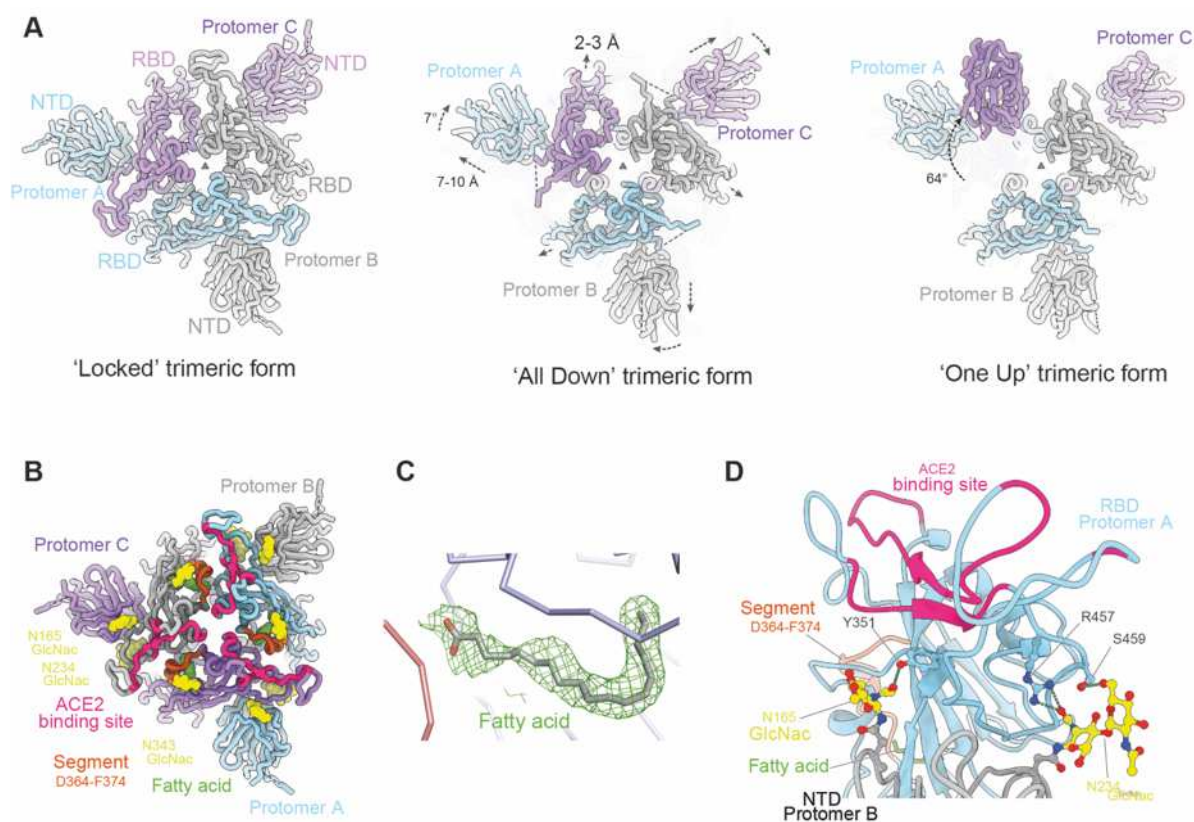 A
Protomer C
RBD
NTD
NTD
Protomer A
RBD
RBD
Protomer B
NTD
'Locked' trimeric form
2-3 Å
Protomer A
7°
7-10 Å
Protomer C
Protomer B
'All Down' trimeric form
Protomer C
Protomer A
64°
Protomer B
'One Up' trimeric form
B
Protomer B
Protomer C
N165
GlcNac
N234
GlcNac
ACE2
binding site
N343
GlcNac
Segment
D364-F374
Fatty acid
Protomer A
C
Fatty acid
D
ACE2
binding site
RBD
Protomer A
Segment
D364-F374
Y351
R457
S459
N165
GlcNac
Fatty acid
NTD
Protomer B
N234
GlcNac